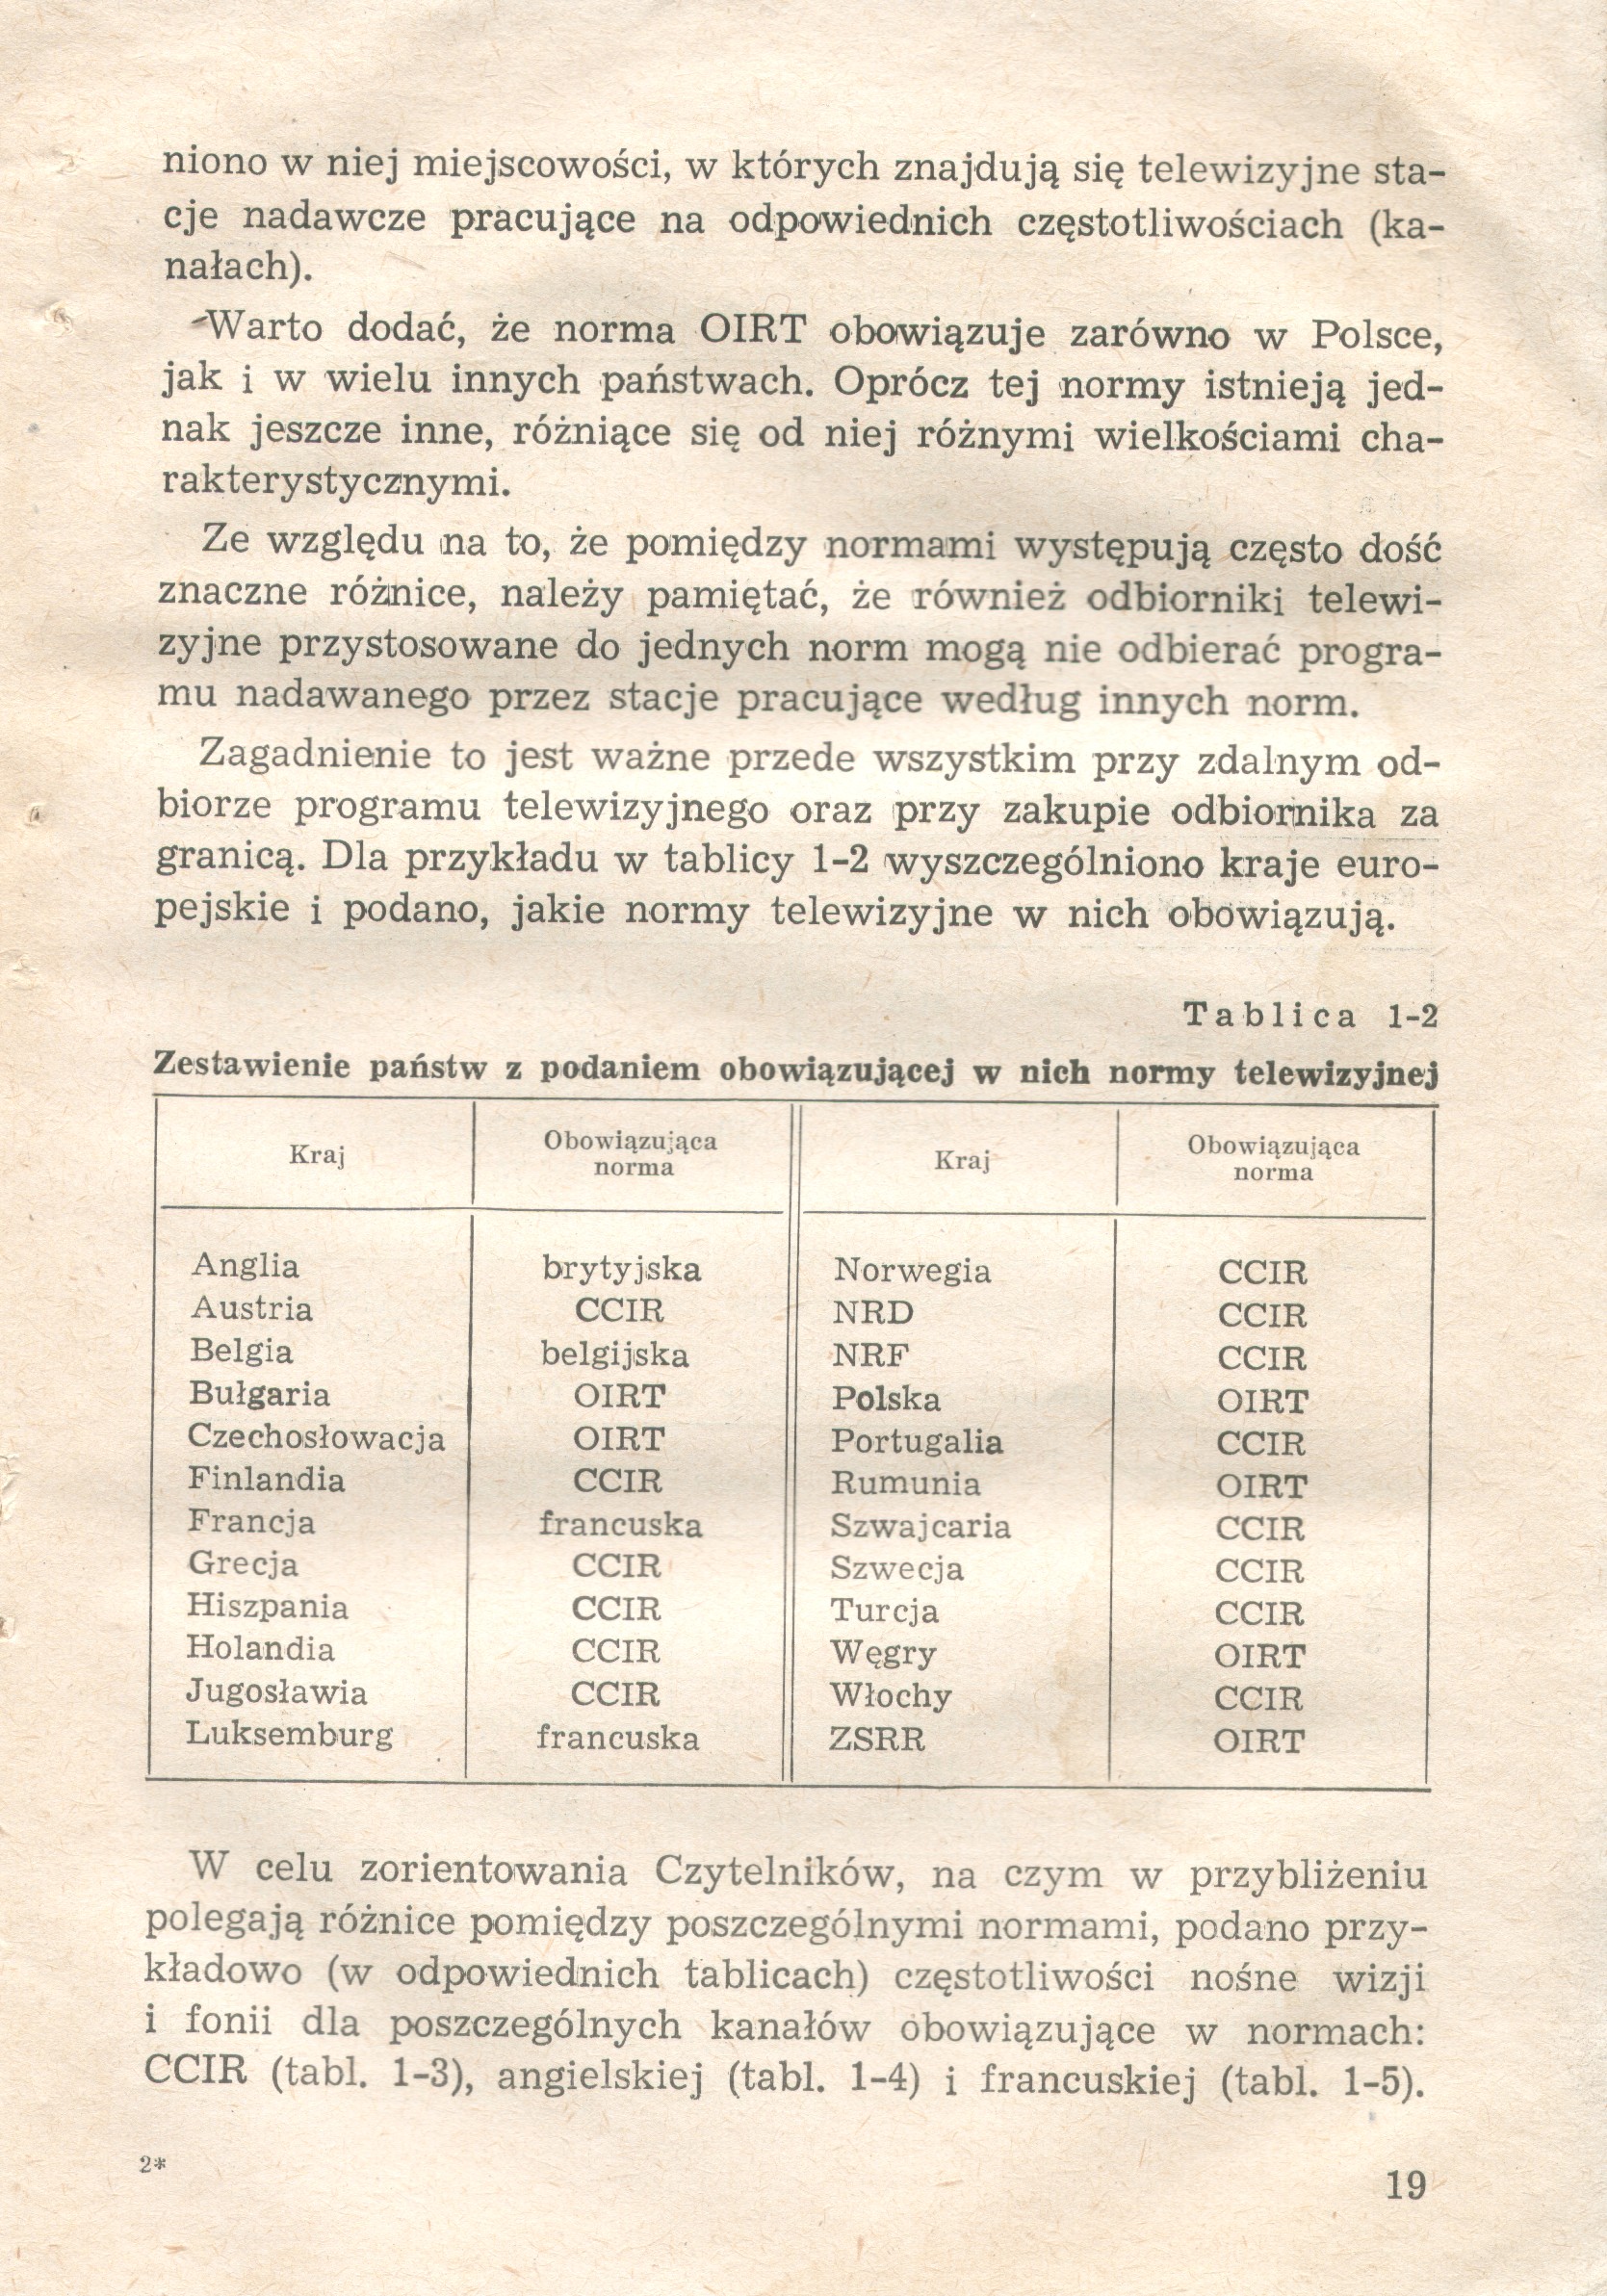 niono w niej miejscowości, w których znajdują się telewizyjne sta-
cje nadawcze pracujące na odpowiednich częstotliwościach (ka-
nałach).
Warto dodać, że norma OIRT obowiązuje zarówno w Polsce,
jak i w wielu innych państwach. Oprócz tej normy istnieją jed-
nak jeszcze inne, różniące się od niej różnymi wielkościami cha-
rakterystycznymi.
Ze względu na to, że pomiędzy normami występują często dość
znaczne różnice, należy pamiętać, że również odbiorniki telewi-
zyjne przystosowane do jednych norm mogą nie odbierać progra-
mu nadawanego przez stacje pracujące według innych norm.
Zagadnienie to jest ważne przede wszystkim przy zdalnym od-
biorze programu telewizyjnego oraz przy zakupie odbiornika za
granicą. Dla przykładu w tablicy 1-2 wyszczególniono kraje euro-
pejskie i podano, jakie normy telewizyjne w nich obowiązują.
Tablica 1-2
Zestawienie państw z podaniem obowiązującej w nich normy telewizyjnej
Kraj Obowiązująca norma Kraj Obowiązująca norma
Anglia brytyjska Norwegia CCIR
Austria CCIR NRD CCIR
Belgia belgijska NRF CCIR
Bułgaria OIRT Polska OIRT
Czechosłowacja OIRT Portugalia CCIR
Finlandia CCIR Rumunia OIRT
Francja francuska Szwajcaria CCIR
Grecja CCIR Szwecja CCIR
Hiszpania CCIR Turcja CCIR
Holandia CCIR Węgry OIRT
Jugosławia CCIR Włochy CCIR
Luksemburg francuska ZSRR OIRT
W celu zorientowania Czytelników, na czym w przybliżeniu
polegają różnice pomiędzy poszczególnymi normami, podano przy-
kładowo (w odpowiednich tablicach) częstotliwości nośne wizji
i fonii dla poszczególnych kanałów obowiązujące w normach:
CCIR (tabl. 1-3), angielskiej (tabl. 1-4) i francuskiej (tabl. 1-5).
2*
19